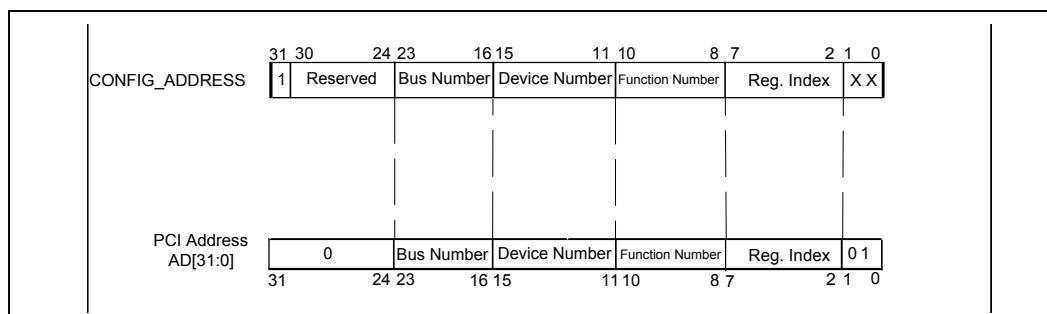 31 30 24 23 16 15 11 10 8 7 2 1 0
CONFIG_ADDRESS 1 Reserved Bus Number Device Number Function Number Reg. Index X X
PCI Address
AD[31:0]
0 Bus Number Device Number Function Number Reg. Index 0 1
31 24 23 16 15 11 10 8 7 2 1 0